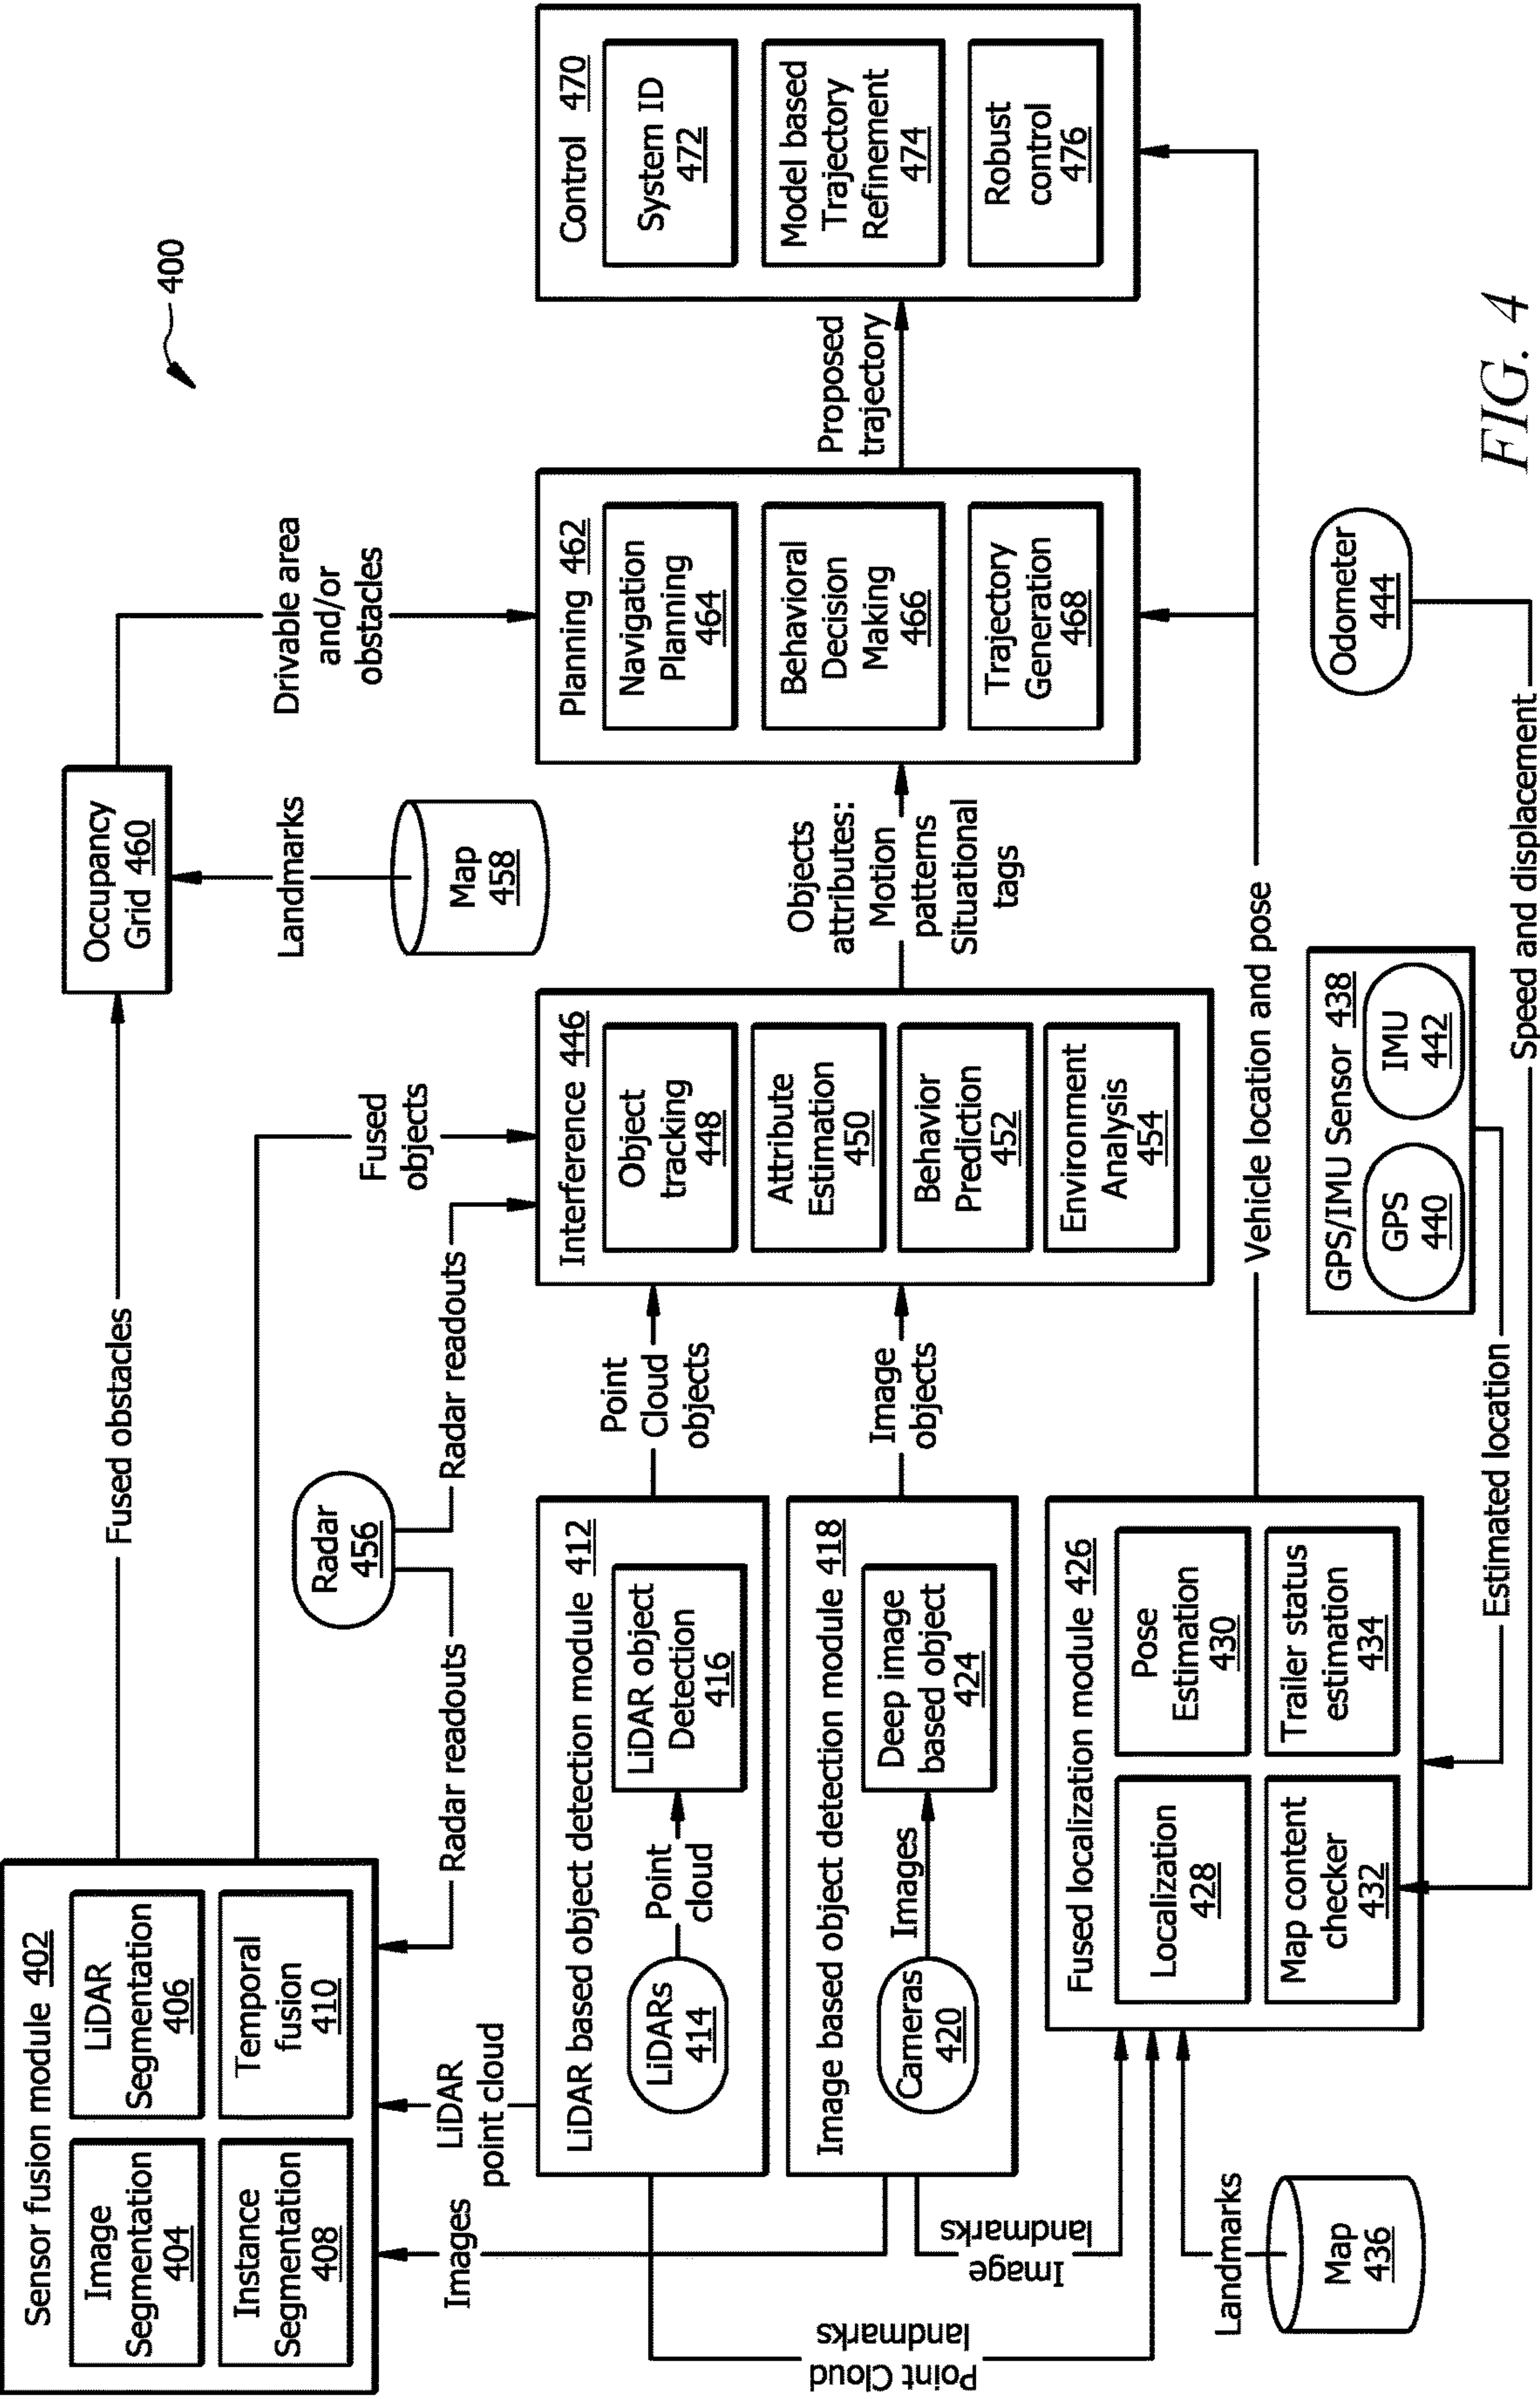 400
Sensor fusion module 402
Image
Segmentation
404
LiDAR
Segmentation
406
Instance
Segmentation
408
Temporal
fusion
410
Fused obstacles
Occupancy
Grid 460
Landmarks
Map
458
Drivable area
and/or
obstacles
Fused
objects
Radar
456
Radar readouts
Radar readouts
Images
LiDAR
point cloud
LiDAR based object detection module 412
LiDARs
414
Point
cloud
LiDAR object
Detection
416
Point
Cloud
objects
Image based object detection module 418
Cameras
420
Images
Deep image
based object
424
Image
objects
Interference 446
Object
tracking
448
Attribute
Estimation
450
Behavior
Prediction
452
Environment
Analysis
454
Objects
attributes:
Motion
patterns
Situational
tags
Planning 462
Navigation
Planning
464
Behavioral
Decision
Making
466
Trajectory
Generation
468
Proposed
trajectory
Control 470
System ID
472
Model based
Trajectory
Refinement
474
Robust
control
476
Point Cloud
landmarks
Image
landmarks
Landmarks
Map
436
Fused localization module 426
Localization
428
Pose
Estimation
430
Map content
checker
432
Trailer status
estimation
434
Vehicle location and pose
GPS/IMU Sensor 438
GPS
440
IMU
442
Estimated location
Odometer
444
Speed and displacement
FIG. 4